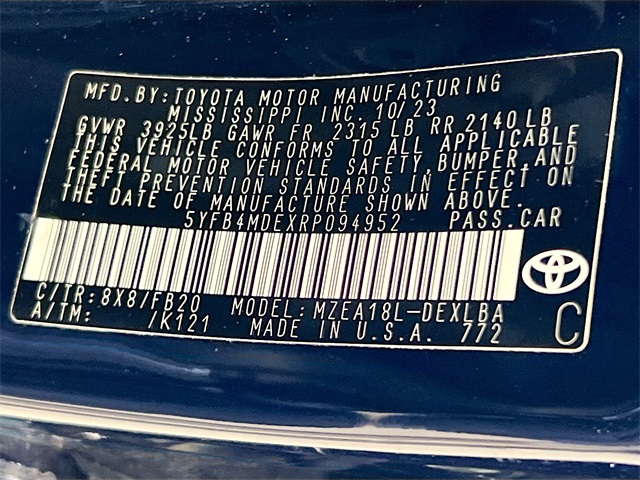 MFD. BY: TOYOTA MOTOR MANUFACTURING
MISSISSIPPI INC. 10/23
GVWR 3925LB GAWR FR 2315 LB RR 2140 LB
THIS VEHICLE CONFORMS TO ALL APPLICABLE
FEDERAL MOTOR VEHICLE SAFETY, BUMPER, AND
THEFT PREVENTION STANDARDS IN EFFECT ON
THE DATE OF MANUFACTURE SHOWN ABOVE.
5YFB4MDEXRP094952 PASS.CAR
C/TR: 8X8/FB20 MODEL: MZEA18L-DEXLBA
A/TM: /K121 MADE IN U.S.A. 772 C